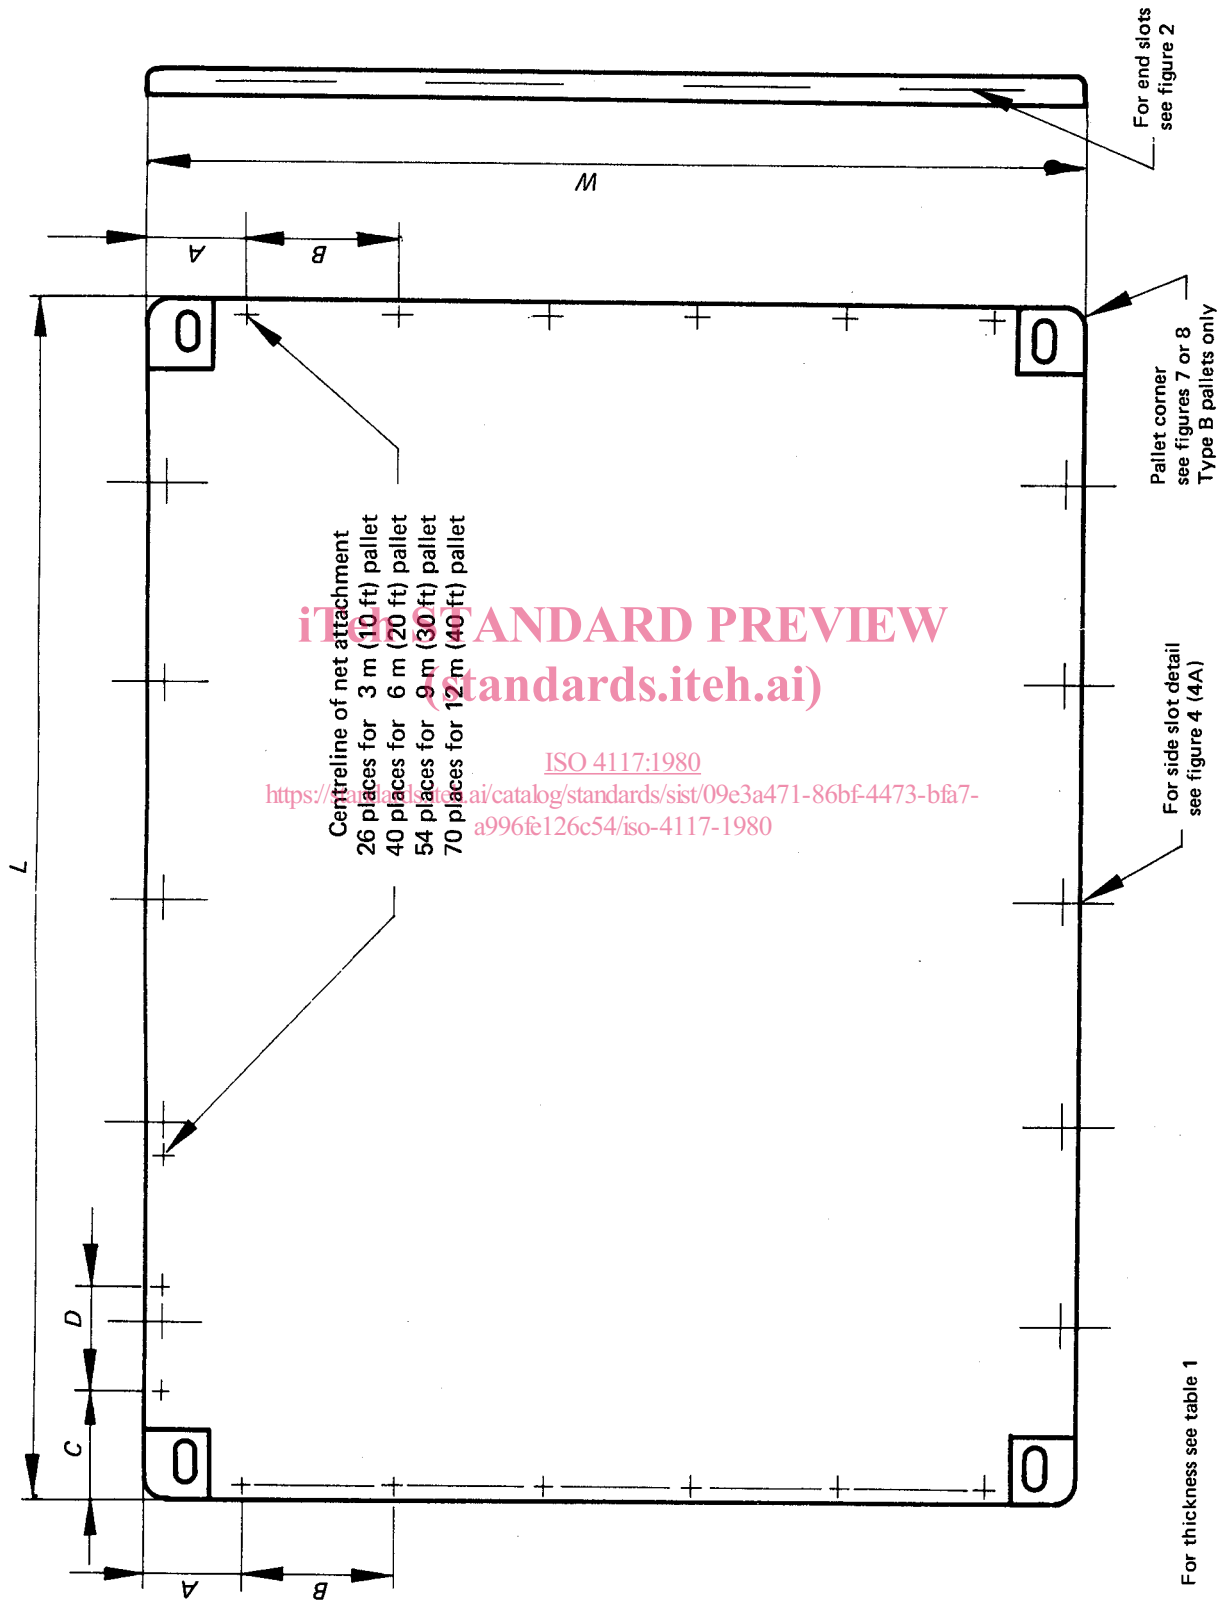 L
W
A
B
A
B
C
D
Centreline of net attachment
26 places for 3 m (10 ft) pallet
40 places for 6 m (20 ft) pallet
54 places for 9 m (30 ft) pallet
70 places for 12 m (40 ft) pallet
iTeh STANDARD PREVIEW
(standards.iteh.ai)
ISO 4117:1980
https://standards.iteh.ai/catalog/standards/sist/09e3a471-86bf-4473-bfa7-
a996fe126c54/iso-4117-1980
For end slots
see figure 2
Pallet corner
see figures 7 or 8
Type B pallets only
For side slot detail
see figure 4 (4A)
For thickness see table 1